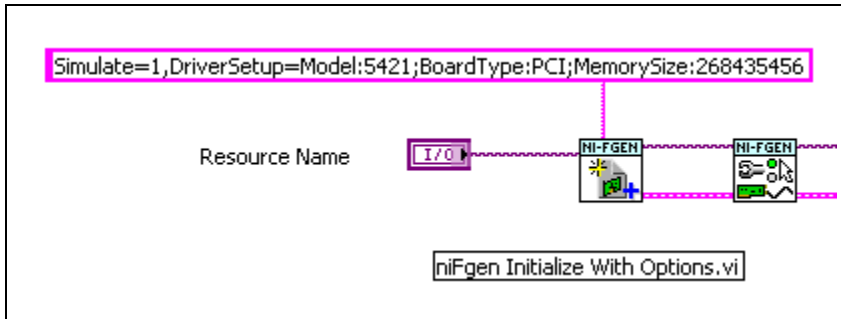 Simulate=1,DriverSetup=Model:5421;BoardType:PCI;MemorySize:268435456
Resource Name
I/O
NI-FGEN
NI-FGEN
niFgen Initialize With Options.vi